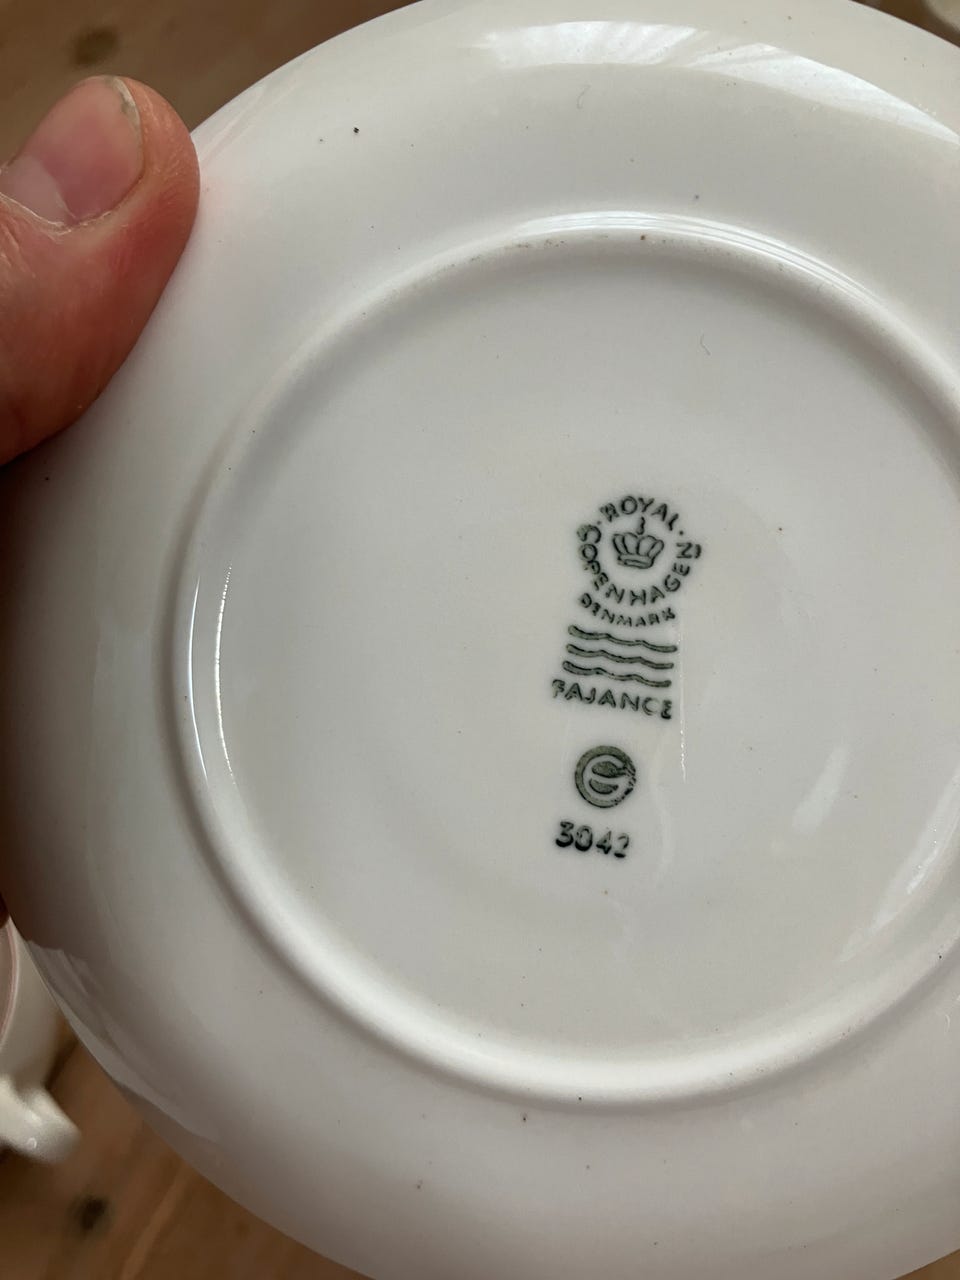 ROYAL
COPENHAGEN
DENMARK
FAJANCE
3042